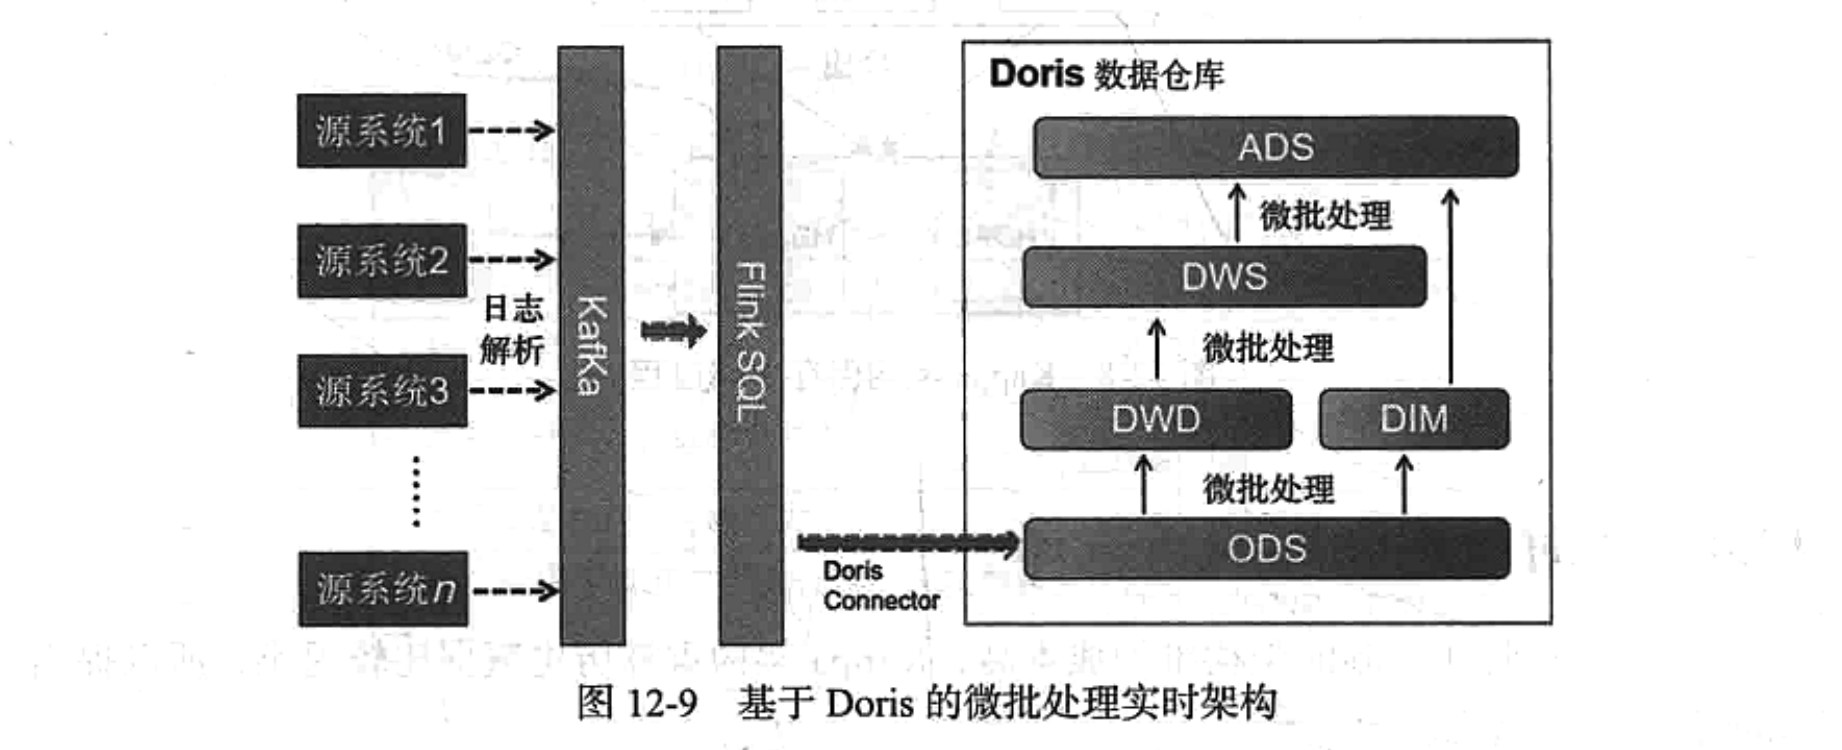 源系统1
源系统2
源系统3
源系统n
日志
解析
KafKa
Flink SQL
Doris
Connector
Doris 数据仓库
ADS
微批处理
DWS
微批处理
DWD
DIM
微批处理
ODS
图 12-9 基于 Doris 的微批处理实时架构